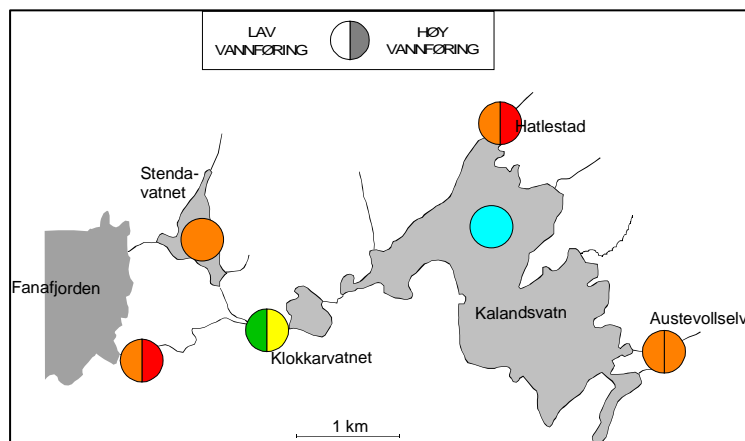 LAV
VANNFØRING
HØY
VANNFØRING
Hatlestad
Stenda-
vatnet
Fanafjorden
Kalandsvatn
Austevollselv
Klokkarvatnet
1 km